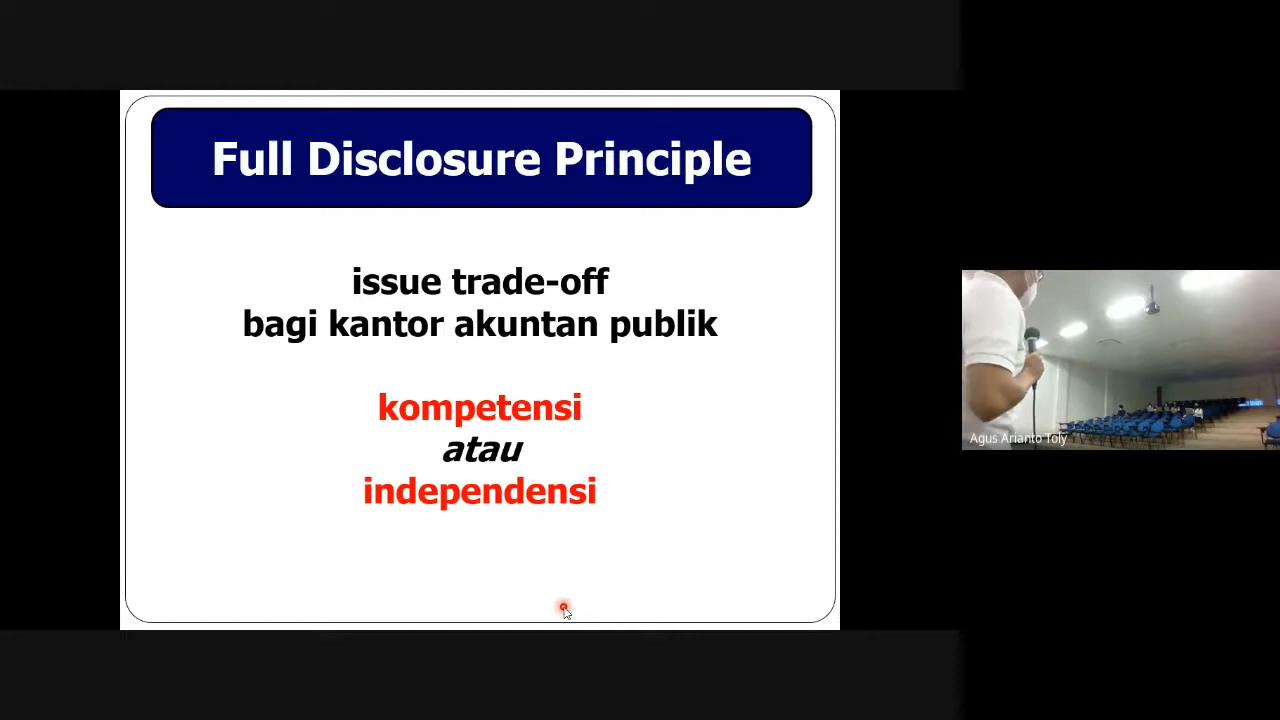 Full Disclosure Principle
issue trade-off
bagi kantor akuntan publik
kompetensi
atau
independensi
Agus Arianto Toly